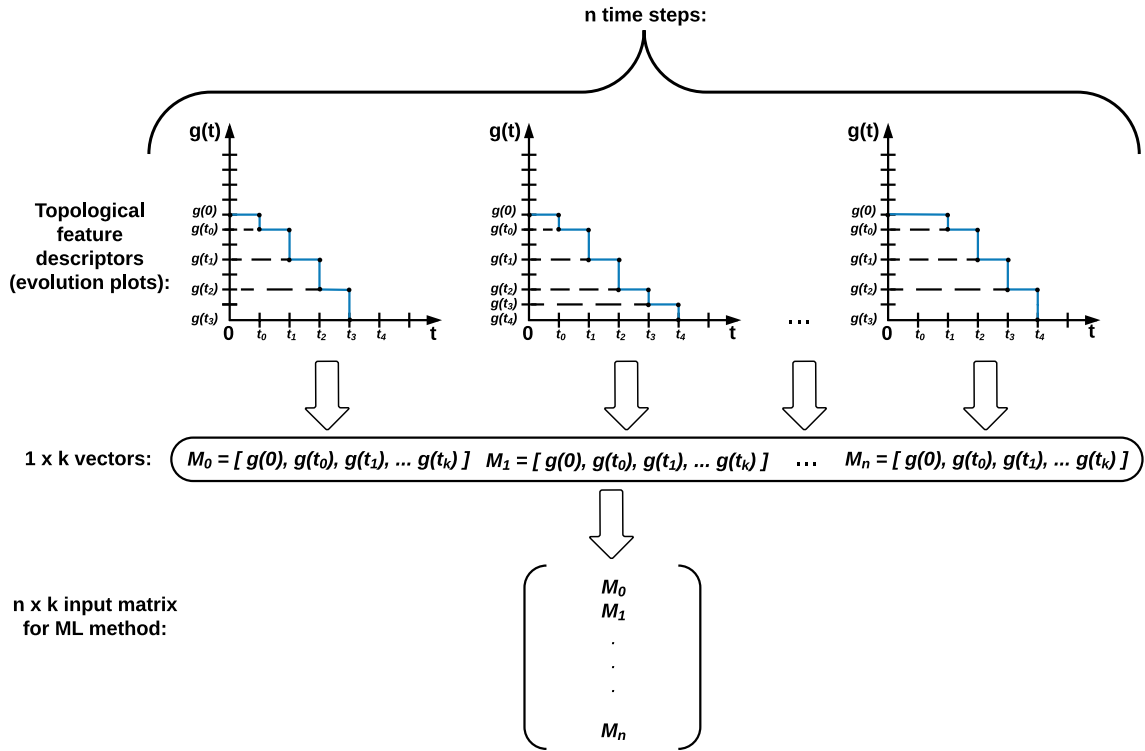 n time steps:
g(t)
g(t)
g(t)
Topological
feature
descriptors
(evolution plots):
g(0)
g(t₀)
g(t₁)
g(t₂)
g(t₃)
0 t₀ t₁ t₂ t₃ t₄ t
g(0)
g(t₀)
g(t₁)
g(t₂)
g(t₃)
g(t₄)
0 t₀ t₁ t₂ t₃ t₄ t
...
g(0)
g(t₀)
g(t₁)
g(t₂)
g(t₃)
0 t₀ t₁ t₂ t₃ t₄ t
1 x k vectors:
M₀ = [ g(0), g(t₀), g(t₁), ... g(tₖ) ] M₁ = [ g(0), g(t₀), g(t₁), ... g(tₖ) ] ... Mₙ = [ g(0), g(t₀), g(t₁), ... g(tₖ) ]
n x k input matrix
for ML method:
M₀
M₁
.
.
.
Mₙ